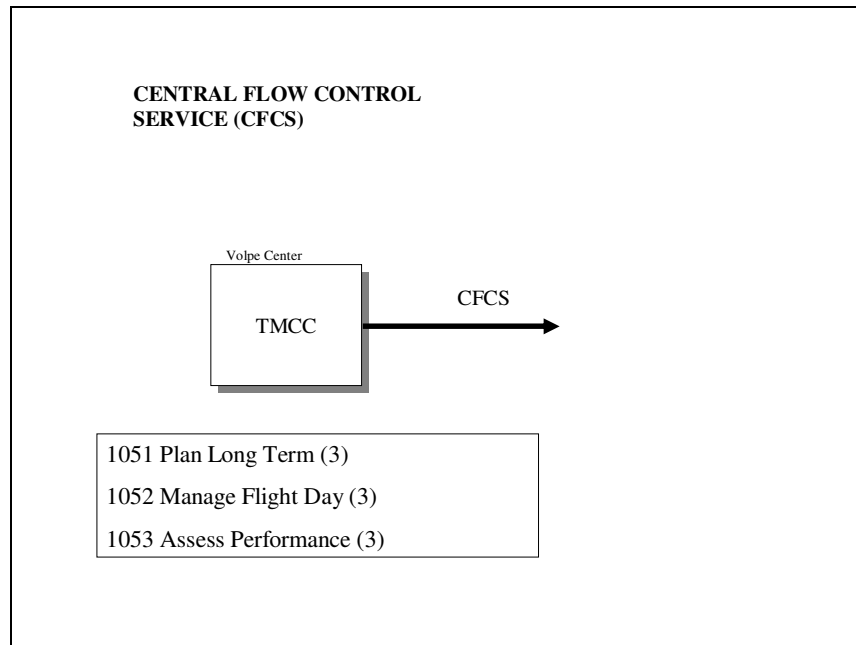 CENTRAL FLOW CONTROL
SERVICE (CFCS)
Volpe Center
TMCC
CFCS
1051 Plan Long Term (3)
1052 Manage Flight Day (3)
1053 Assess Performance (3)